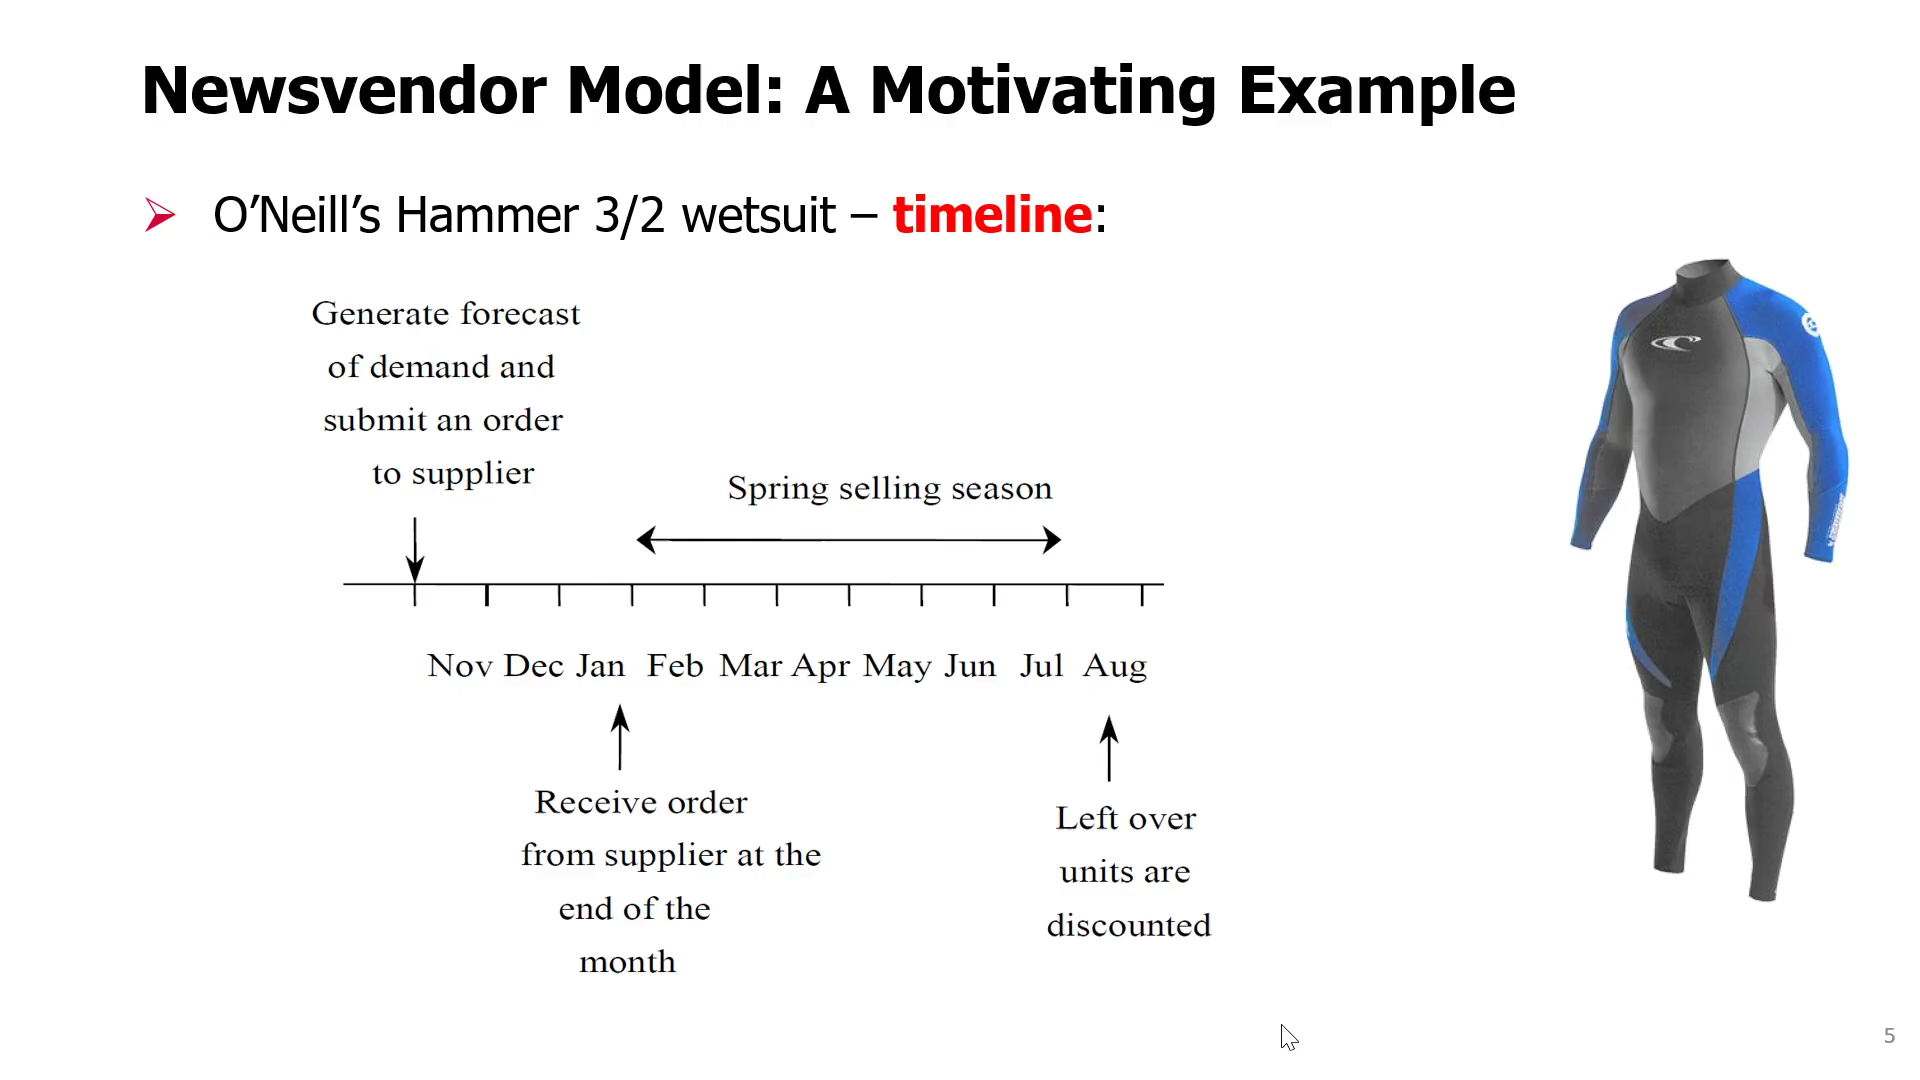 Newsvendor Model: A Motivating Example
O’Neill’s Hammer 3/2 wetsuit – timeline:
Generate forecast
of demand and
submit an order
to supplier
Spring selling season
Nov Dec Jan Feb Mar Apr May Jun Jul Aug
Receive order
from supplier at the
end of the
month
Left over
units are
discounted
5